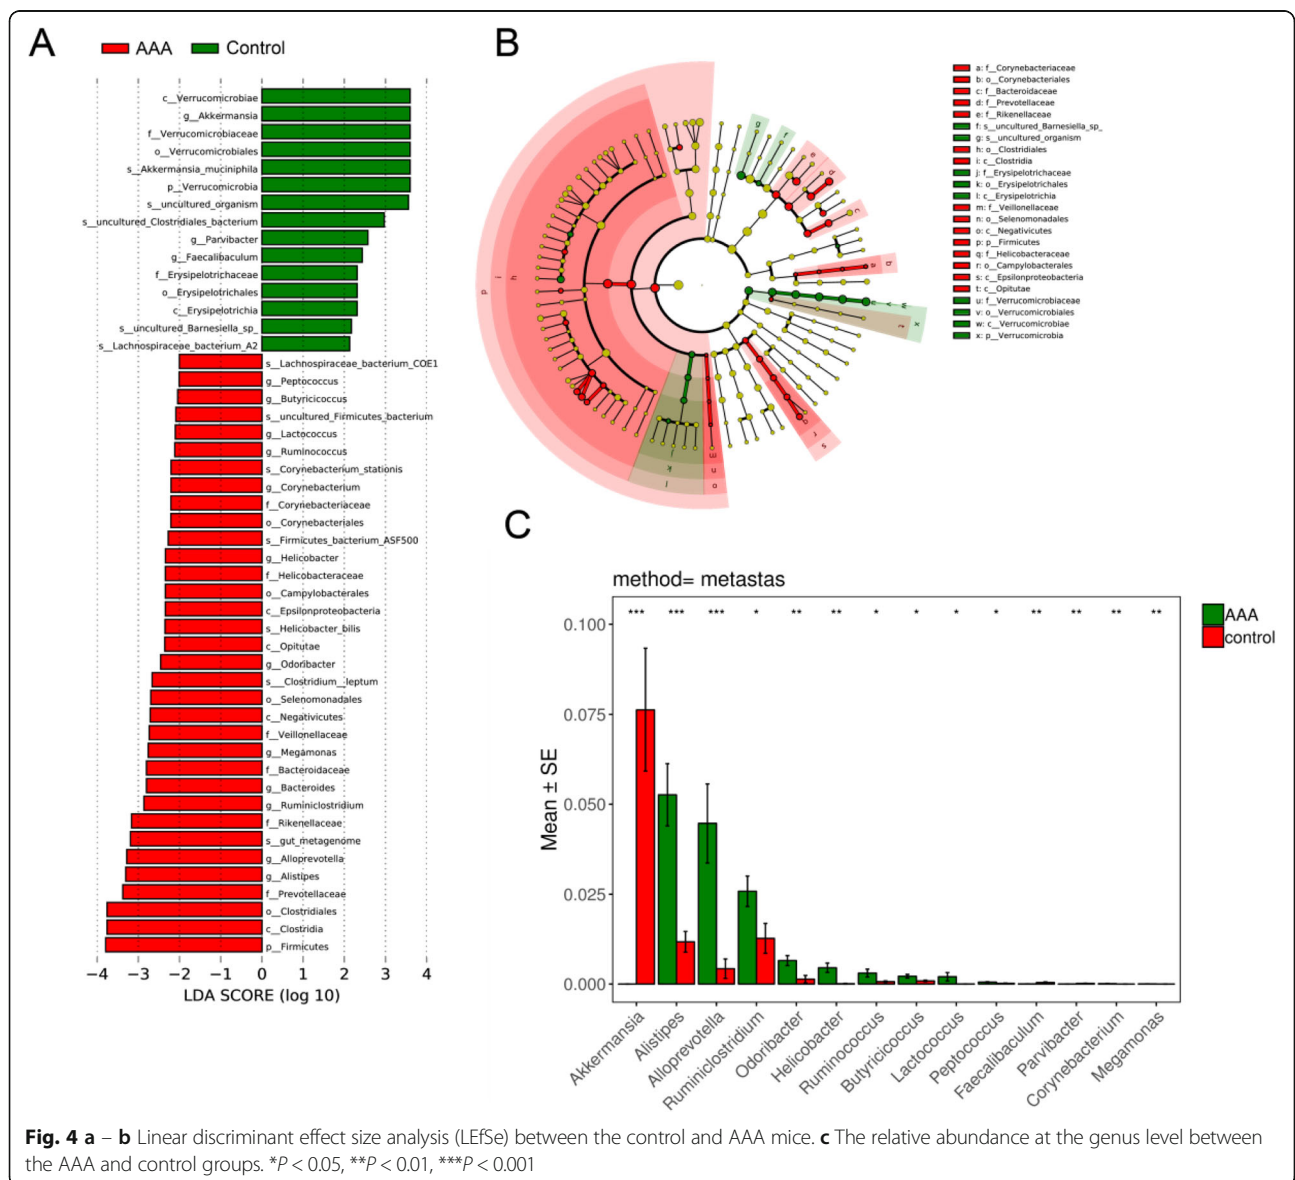 A
AAA Control
c__Verrucomicrobiae
g__Akkermansia
f__Verrucomicrobiaceae
o__Verrucomicrobiales
s__Akkermansia_muciniphila
p__Verrucomicrobia
s__uncultured_organism
s__uncultured_Clostridiales_bacterium
g__Parvibacter
g__Faecalibaculum
f__Erysipelotrichaceae
o__Erysipelotrichales
c__Erysipelotrichia
s__uncultured_Barnesiella_sp_
s__Lachnospiraceae_bacterium_A2
s__Lachnospiraceae_bacterium_COE1
g__Peptococcus
g__Butyricicoccus
s__uncultured_Firmicutes_bacterium
g__Lactococcus
g__Ruminococcus
s__Corynebacterium_stationis
g__Corynebacterium
f__Corynebacteriaceae
o__Corynebacteriales
s__Firmicutes_bacterium_ASF500
g__Helicobacter
f__Helicobacteraceae
o__Campylobacterales
c__Epsilonproteobacteria
s__Helicobacter_bilis
c__Opitutae
g__Odoribacter
s___Clostridium__leptum
o__Selenomonadales
c__Negativicutes
f__Veillonellaceae
g__Megamonas
f__Bacteroidaceae
g__Bacteroides
g__Ruminiclostridium
f__Rikenellaceae
s__gut_metagenome
g__Alloprevotella
g__Alistipes
f__Prevotellaceae
o__Clostridiales
c__Clostridia
p__Firmicutes
−4 −3 −2 −1 0 1 2 3 4
LDA SCORE (log 10)
B
g
f
e
d
c
b
a
w
v
u
x
t
s
r
q
m
n
o
j
k
l
h
i
p
a: f__Corynebacteriaceae
b: o__Corynebacteriales
c: f__Bacteroidaceae
d: f__Prevotellaceae
e: f__Rikenellaceae
f: s__uncultured_Barnesiella_sp_
g: s__uncultured_organism
h: o__Clostridiales
i: c__Clostridia
j: f__Erysipelotrichaceae
k: o__Erysipelotrichales
l: c__Erysipelotrichia
m: f__Veillonellaceae
n: o__Selenomonadales
o: c__Negativicutes
p: p__Firmicutes
q: f__Helicobacteraceae
r: o__Campylobacterales
s: c__Epsilonproteobacteria
t: c__Opitutae
u: f__Verrucomicrobiaceae
v: o__Verrucomicrobiales
w: c__Verrucomicrobiae
x: p__Verrucomicrobia
C
method= metastas
*** *** *** * ** ** * * * * ** ** ** **
AAA
control
Mean ± SE
0.100
0.075
0.050
0.025
0.000
Akkermansia
Alistipes
Alloprevotella
Ruminiclostridium
Odoribacter
Helicobacter
Ruminococcus
Butyricicoccus
Lactococcus
Peptococcus
Faecalibaculum
Parvibacter
Corynebacterium
Megamonas
Fig. 4 a – b Linear discriminant effect size analysis (LEfSe) between the control and AAA mice. c The relative abundance at the genus level between
the AAA and control groups. *P < 0.05, **P < 0.01, ***P < 0.001